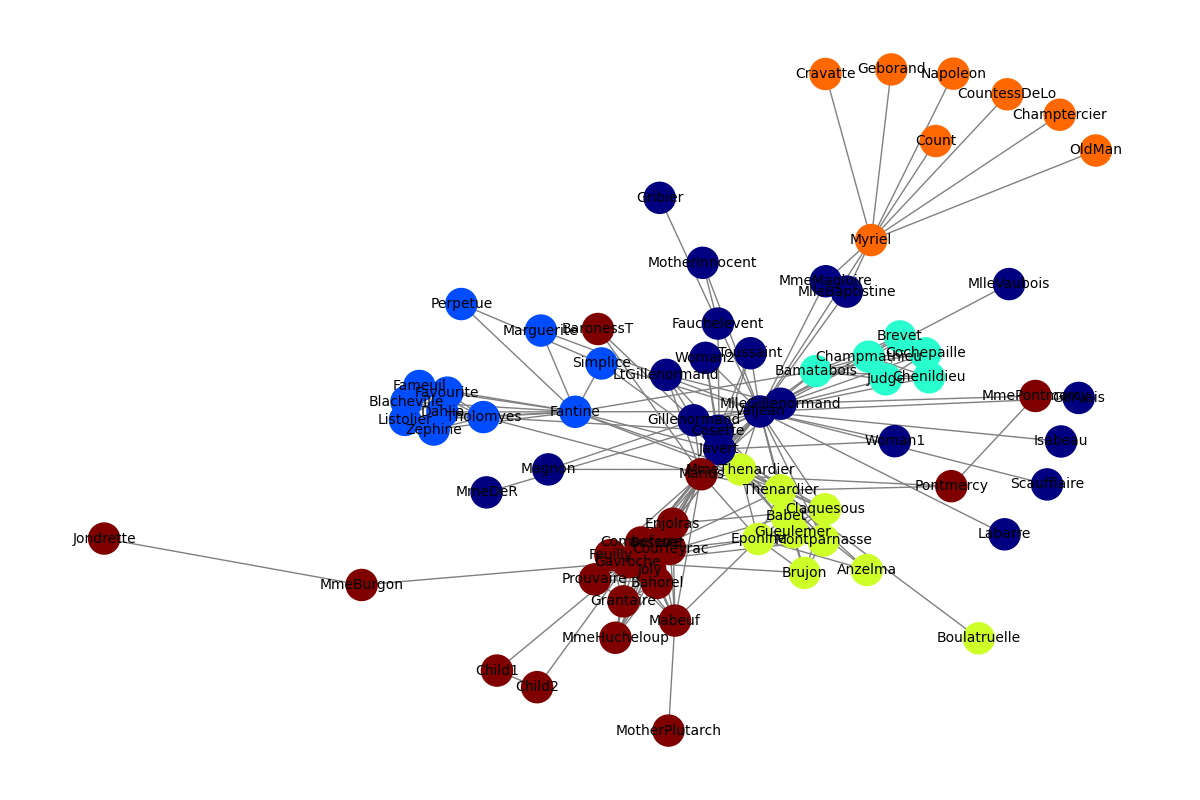 Cravatte
Geborand
Napoleon
CountessDeLo
Champtercier
Count
OldMan
Gribier
Myriel
MotherInnocent
MmeMagloire
MlleBaptistine
MlleVaubois
Perpetue
Marguerite
BaronessT
Fauchelevent
Brevet
Woman2
Toussaint
Champmathieu
Cochepaille
Simplice
LtGillenormand
Bamatabois
Judge
Chenildieu
Fameuil
Favourite
Blacheville
Dahlia
Listolier
Tholomyes
Zephine
Fantine
Gillenormand
MlleGillenormand
Valjean
MmePontmercy
Gervais
Cosette
Javert
Woman1
Isabeau
Magnon
Marius
MmeThenardier
MmeDeR
Thenardier
Pontmercy
Scaufflaire
Claquesous
Babet
Enjolras
Gueulemer
Labarre
Jondrette
Combeferre
Bossuet
Courfeyrac
Eponine
Montparnasse
Feuilly
Gavroche
Joly
MmeBurgon
Prouvaire
Bahorel
Brujon
Anzelma
Grantaire
Mabeuf
MmeHucheloup
Boulatruelle
Child1
Child2
MotherPlutarch